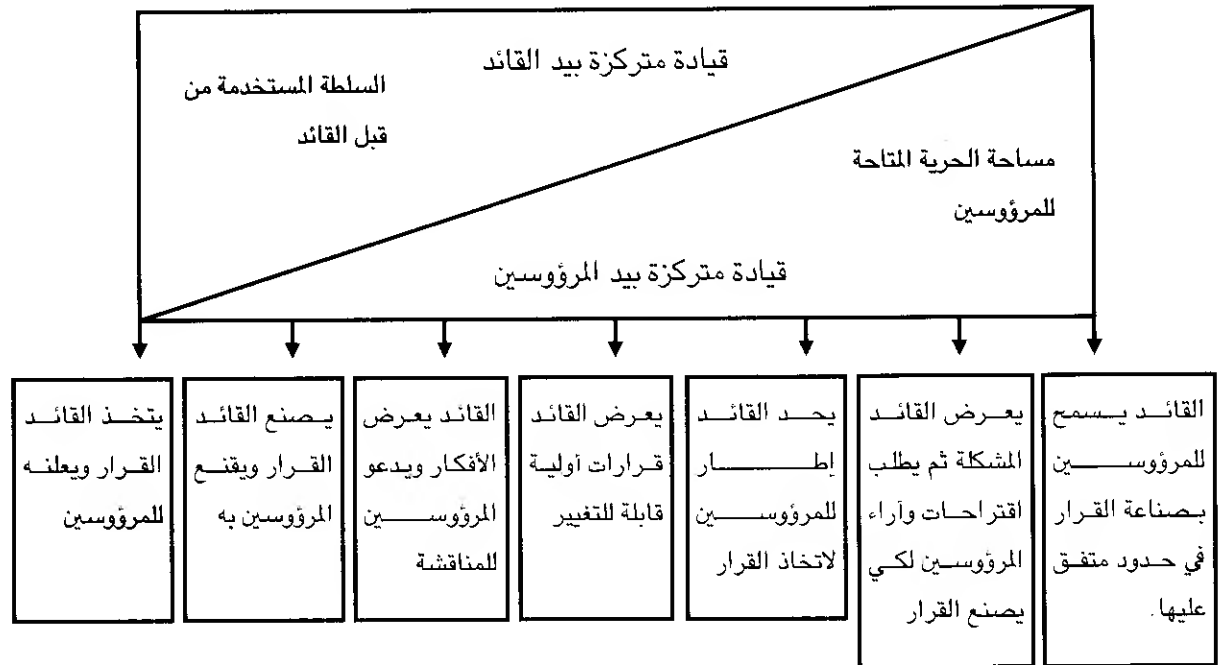 قيادة متركزة بيد القائد
السلطة المستخدمة من
قبل القائد
مساحة الحرية المتاحة
للمرؤوسين
قيادة متركزة بيد المرؤوسين
القائد يسمح
للمرؤوسين
بصناعة القرار
في حدود متفق
عليها.
يعرض القائد
المشكلة ثم يطلب
اقتراحات وآراء
المرؤوسين لكي
يصنع القرار
يحد القائد
إطار
للمرؤوسين
لاتخاذ القرار
يعرض القائد
قرارات أولية
قابلة للتغيير
القائد يعرض
الأفكار ويدعو
المرؤوسين
للمناقشة
يصنع القائد
القرار ويقنع
المرؤوسين به
يتخذ القائد
القرار ويعلنه
للمرؤوسين